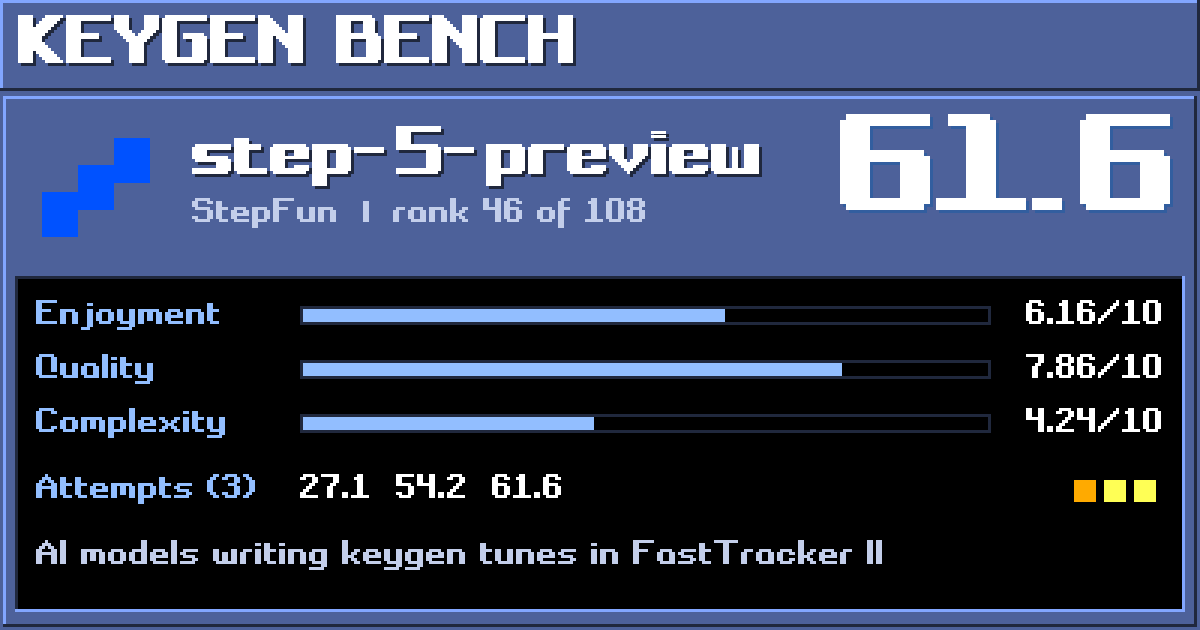 KEYGEN BENCH
step-5-preview
61.6
StepFun | rank 46 of 108
Enjoyment 6.16/10
Quality 7.86/10
Complexity 4.24/10
Attempts (3) 27.1 54.2 61.6
AI models writing keygen tunes in FastTracker II